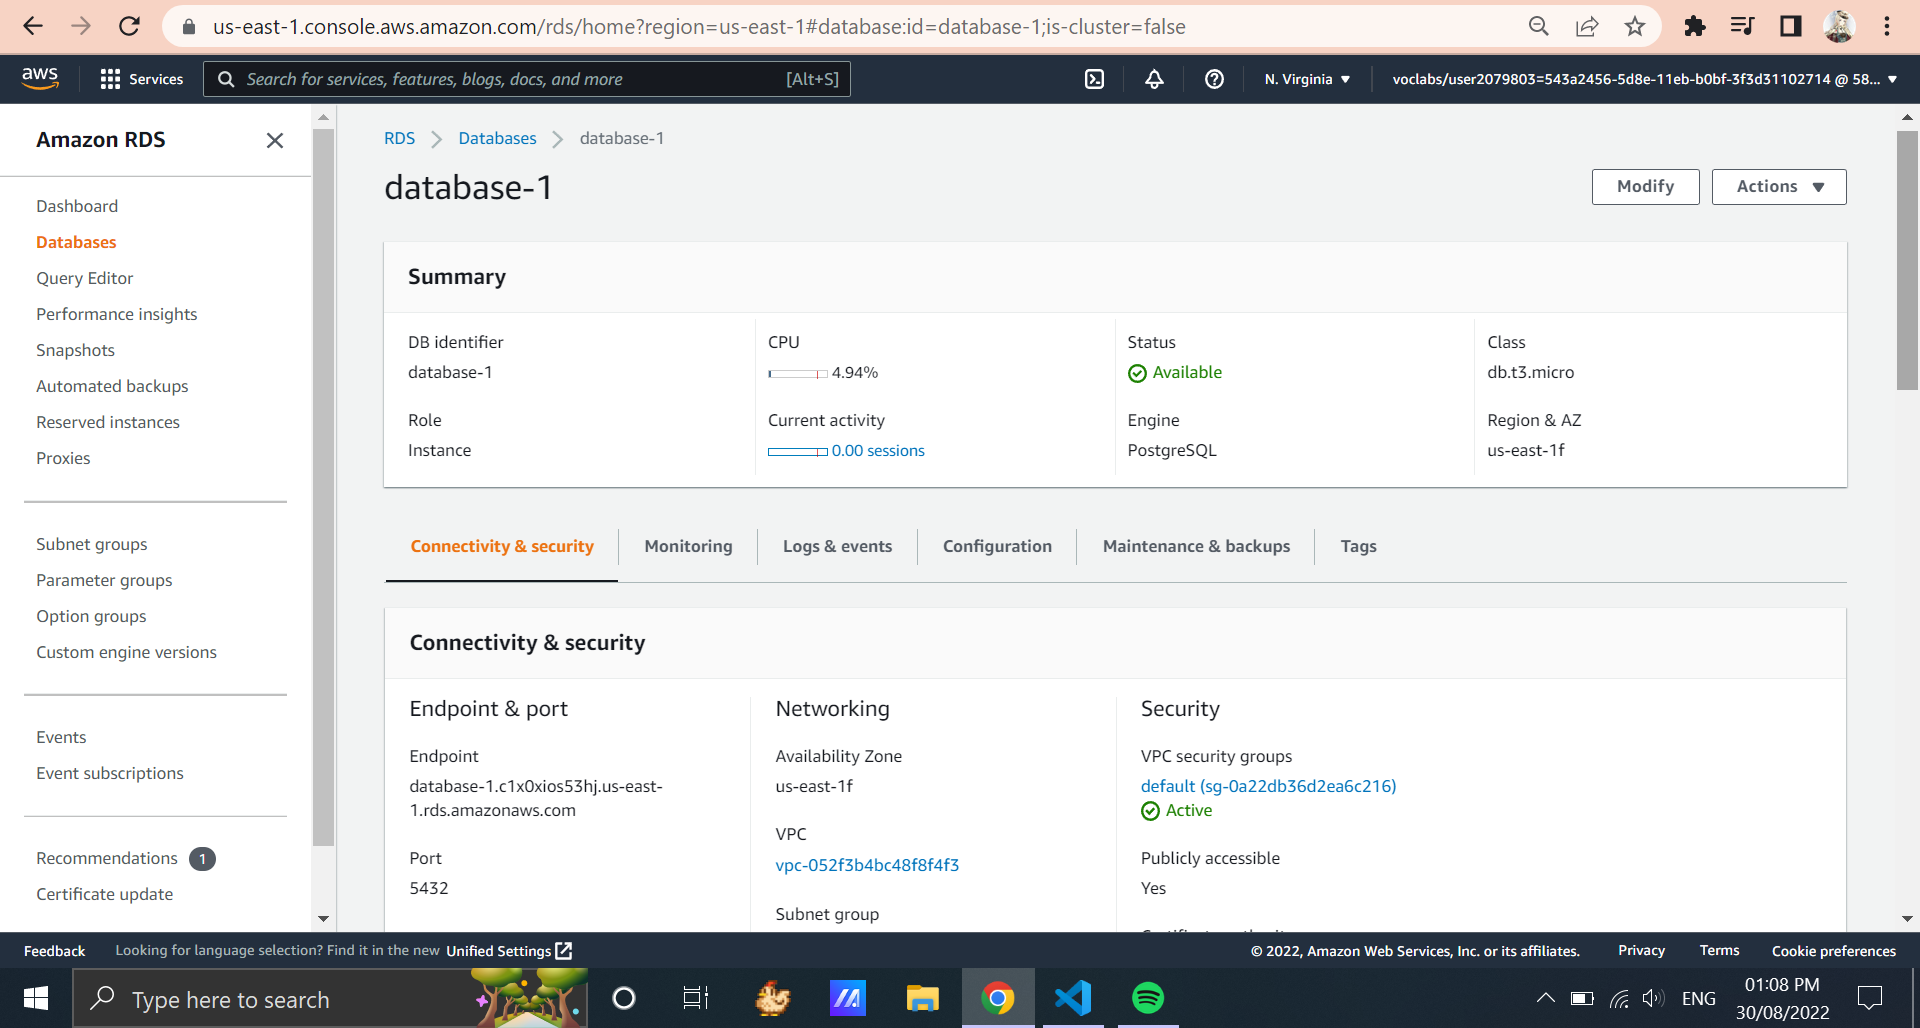 us-east-1.console.aws.amazon.com/rds/home?region=us-east-1#database:id=database-1;is-cluster=false
aws
Services
Search for services, features, blogs, docs, and more
[Alt+S]
N. Virginia
voclabs/user2079803=543a2456-5d8e-11eb-b0bf-3f3d31102714 @ 58...
Amazon RDS
Dashboard
Databases
Query Editor
Performance insights
Snapshots
Automated backups
Reserved instances
Proxies
Subnet groups
Parameter groups
Option groups
Custom engine versions
Events
Event subscriptions
Recommendations 1
Certificate update
RDS
Databases
database-1
database-1
Modify
Actions
Summary
DB identifier
database-1
CPU
4.94%
Status
Available
Class
db.t3.micro
Role
Instance
Current activity
0.00 sessions
Engine
PostgreSQL
Region & AZ
us-east-1f
Connectivity & security
Monitoring
Logs & events
Configuration
Maintenance & backups
Tags
Connectivity & security
Endpoint & port
Endpoint
database-1.c1x0xios53hj.us-east-
1.rds.amazonaws.com
Port
5432
Networking
Availability Zone
us-east-1f
VPC
vpc-052f3b4bc48f8f4f3
Subnet group
Security
VPC security groups
default (sg-0a22db36d2ea6c216)
Active
Publicly accessible
Yes
Feedback
Looking for language selection? Find it in the new Unified Settings
© 2022, Amazon Web Services, Inc. or its affiliates.
Privacy
Terms
Cookie preferences
Type here to search
ENG
01:08 PM
30/08/2022